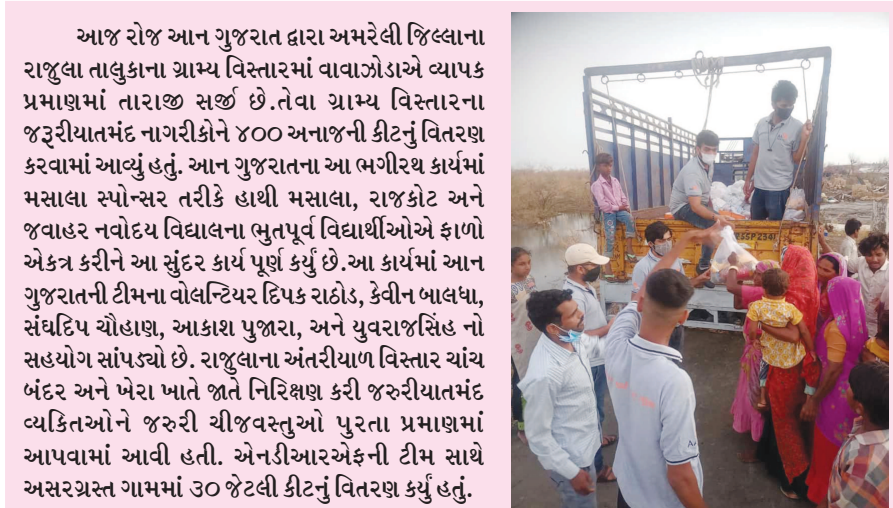 આજ રોજ આન ગુજરાત દ્વારા અમરેલી જિલ્લાના
રાજુલા તાલુકાના ગ્રામ્ય વિસ્તારમાં વાવાઝોડાએ વ્યાપક
પ્રમાણમાં તારાજી સર્જી છે.તેવા ગ્રામ્ય વિસ્તારના
જરૂરીયાતમંદ નાગરીકોને ૪૦૦ અનાજની કીટનું વિતરણ
કરવામાં આવ્યું હતું. આન ગુજરાતના આ ભગીરથ કાર્યમાં
મસાલા સ્પોન્સર તરીકે હાથી મસાલા, રાજકોટ અને
જવાહર નવોદય વિદ્યાલના ભુતપૂર્વ વિદ્યાર્થીઓએ ફાળો
એકત્ર કરીને આ સુંદર કાર્ય પૂર્ણ કર્યું છે.આ કાર્યમાં આન
ગુજરાતની ટીમના વોલન્ટિયર દિપક રાઠોડ, કેવીન બાલધા,
સંઘદિપ ચૌહાણ, આકાશ પુજારા, અને યુવરાજસિંહ નો
સહયોગ સાંપડ્યો છે. રાજુલાના અંતરીયાળ વિસ્તાર ચાંચ
બંદર અને ખેરા ખાતે જાતે નિરિક્ષણ કરી જરુરીયાતમંદ
વ્યકિતઓને જરુરી ચીજવસ્તુઓ પુરતા પ્રમાણમાં
આપવામાં આવી હતી. એનડીઆરએફની ટીમ સાથે
અસરગ્રસ્ત ગામમાં ૩૦ જેટલી કીટનું વિતરણ કર્યું હતું.